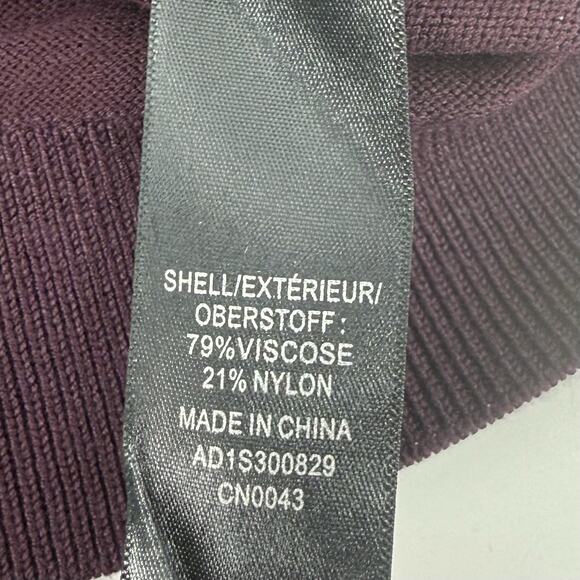 SHELL/EXTÉRIEUR/
OBERSTOFF:
79%VISCOSE
21% NYLON
MADE IN CHINA
AD1S300829
CN0043